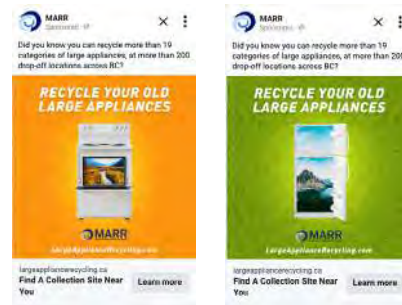 MARR
Sponsored
Did you know you can recycle more than 19
categories of large appliances, at more than 200
drop-off locations across BC?
RECYCLE YOUR OLD
LARGE APPLIANCES
MARR
LargeApplianceRecycling.com
largeappliancerecycling.ca
Find A Collection Site Near
You
Learn more
MARR
Sponsored
Did you know you can recycle more than 19
categories of large appliances, at more than 200
drop-off locations across BC?
RECYCLE YOUR OLD
LARGE APPLIANCES
MARR
LargeApplianceRecycling.com
largeappliancerecycling.ca
Find A Collection Site Near
You
Learn more